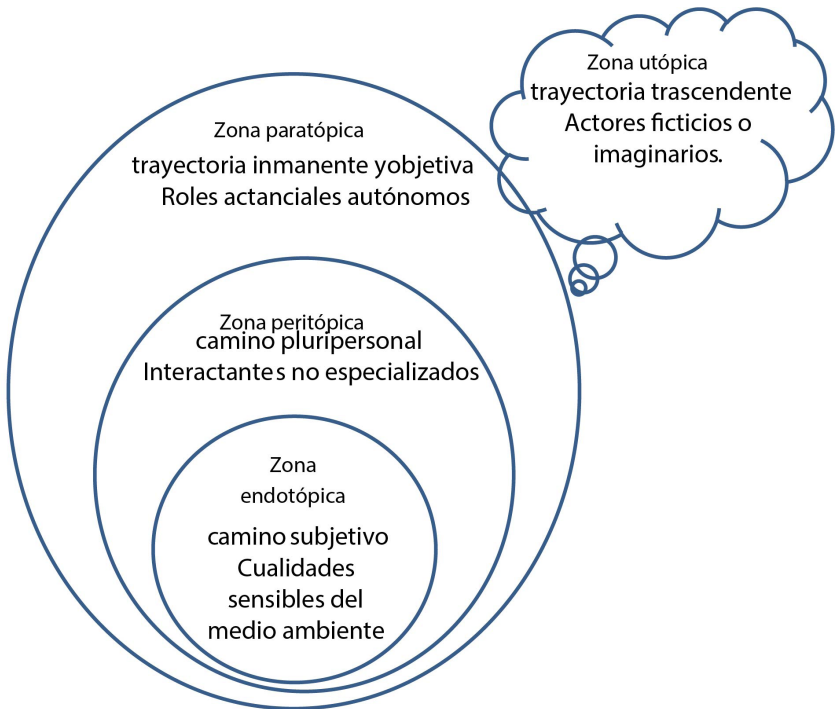 Zona utópica
trayectoria trascendente
Actores ficticios o
imaginarios.
Zona paratópica
trayectoria inmanente yobjetiva
Roles actanciales autónomos
Zona peritópica
camino pluripersonal
Interactantes no especializados
Zona
endotópica
camino subjetivo
Cualidades
sensibles del
medio ambiente